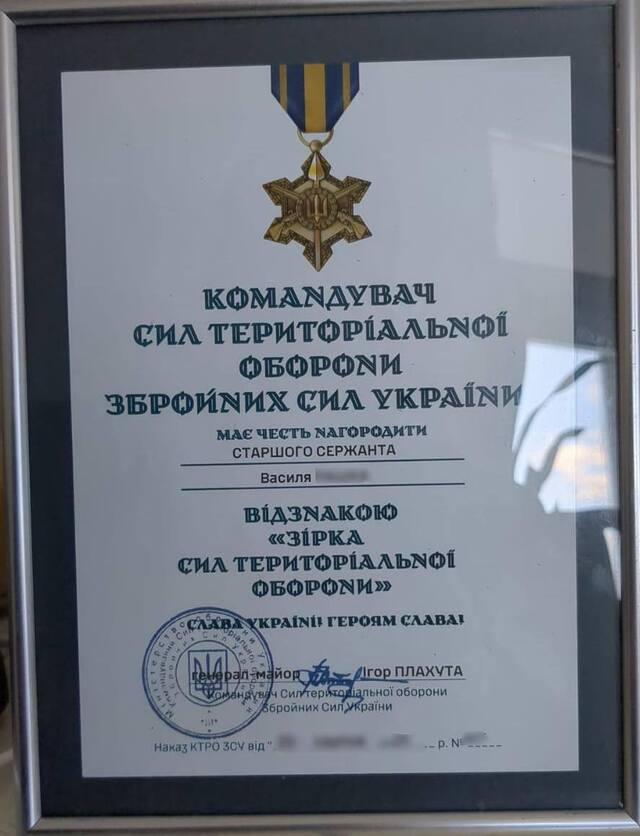 КОМАНДУВАЧ
СИЛ ТЕРИТОРІАЛЬНОЇ
ОБОРОНИ
ЗБРОЙНИХ СИЛ УКРАЇНИ
МАЄ ЧЕСТЬ НАГОРОДИТИ
СТАРШОГО СЕРЖАНТА
Василя
ВІДЗНАКОЮ
«ЗІРКА
СИЛ ТЕРИТОРІАЛЬНОЇ
ОБОРОНИ»
СЛАВА УКРАЇНІ! ГЕРОЯМ СЛАВА!
генерал-майор Ігор ПЛАХУТА
Командувач Сил територіальної оборони
Збройних Сил України
Наказ КТРО ЗСУ від " р. №